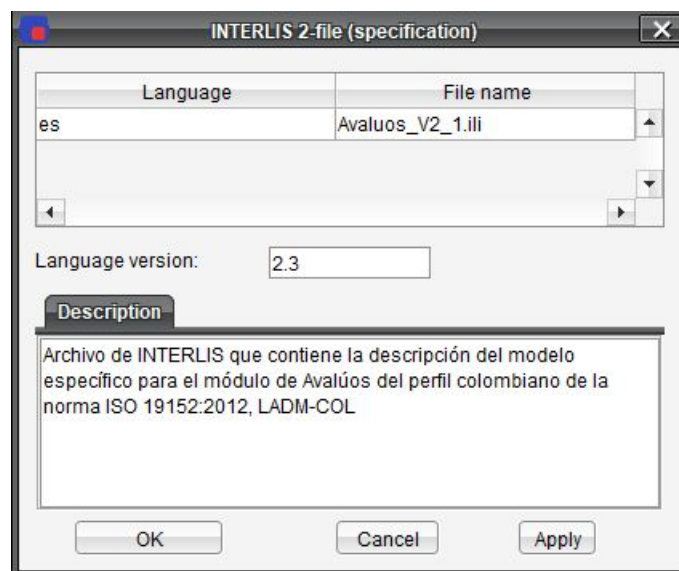 INTERLIS 2-file (specification)
Language File name
es Avaluos_V2_1.ili
Language version: 2.3
Description
Archivo de INTERLIS que contiene la descripción del modelo
específico para el módulo de Avalúos del perfil colombiano de la
norma ISO 19152:2012, LADM-COL
OK Cancel Apply